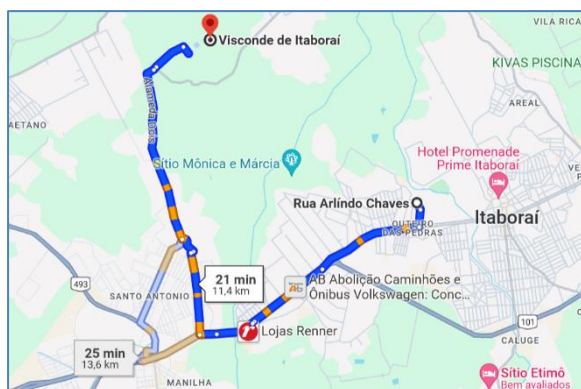 Visconde de Itaboraí
VILA RICA
KIVAS PISCINA
AREAL
Hotel Promenade
Prime Itaboraí
Sítio Mônica e Márcia
Rua Arlíndo Chaves
OUTEIRO
DAS PEDRAS
Itaboraí
21 min
11,4 km
AB Abolição Caminhões e
Ônibus Volkswagen: Conc...
493
SANTO ANTONIO
Lojas Renner
101
CALUGE
25 min
13,6 km
MANILHA
Sítio Etimô
Bem avaliados